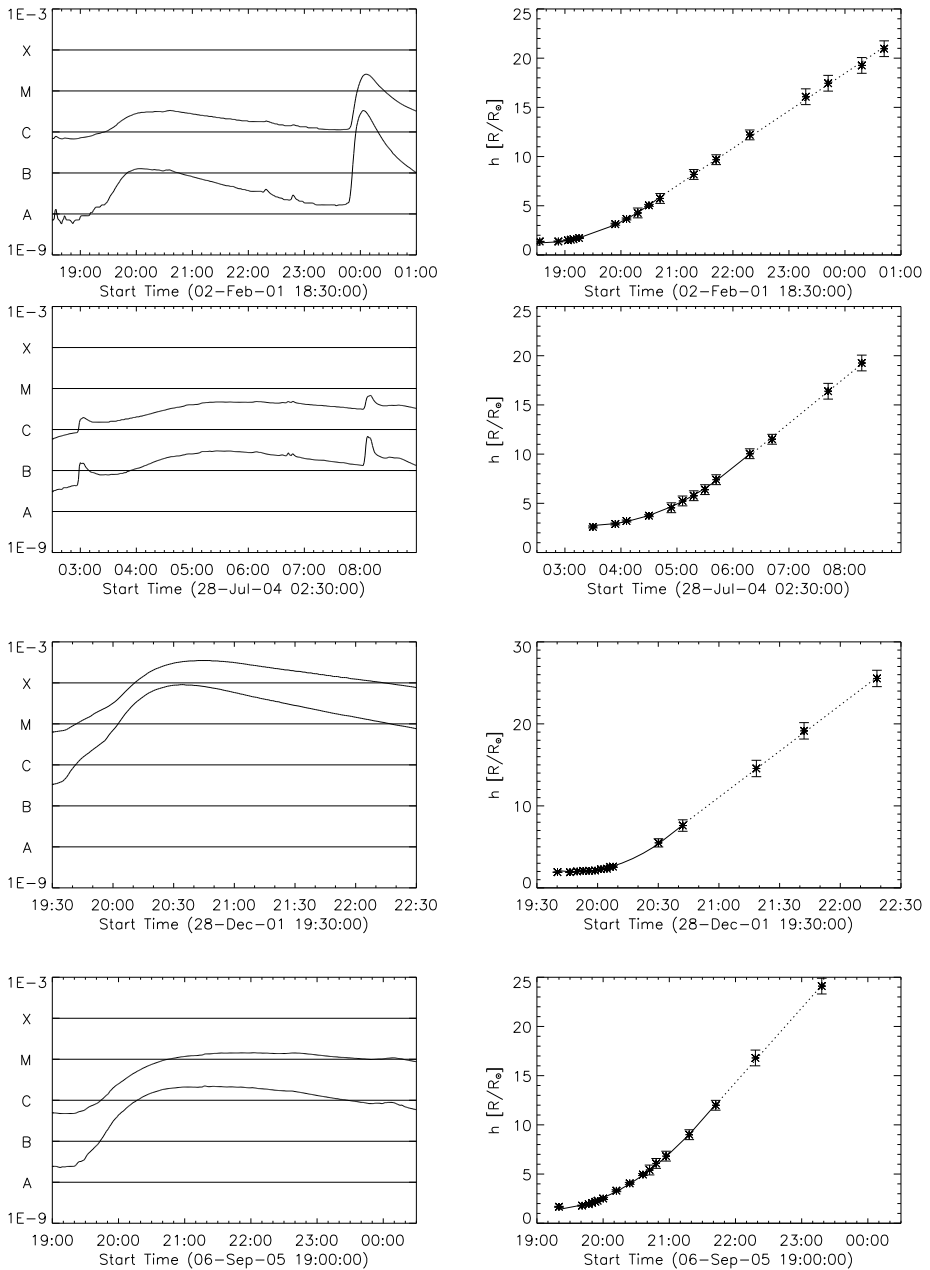 1E-3
X
M
C
B
A
1E-9
19:00 20:00 21:00 22:00 23:00 00:00 01:00
Start Time (02-Feb-01 18:30:00)
25
20
15
10
5
0
h [R/R☉]
19:00 20:00 21:00 22:00 23:00 00:00 01:00
Start Time (02-Feb-01 18:30:00)
1E-3
X
M
C
B
A
1E-9
03:00 04:00 05:00 06:00 07:00 08:00
Start Time (28-Jul-04 02:30:00)
25
20
15
10
5
0
h [R/R☉]
03:00 04:00 05:00 06:00 07:00 08:00
Start Time (28-Jul-04 02:30:00)
1E-3
X
M
C
B
A
1E-9
19:30 20:00 20:30 21:00 21:30 22:00 22:30
Start Time (28-Dec-01 19:30:00)
30
20
10
0
h [R/R☉]
19:30 20:00 20:30 21:00 21:30 22:00 22:30
Start Time (28-Dec-01 19:30:00)
1E-3
X
M
C
B
A
1E-9
19:00 20:00 21:00 22:00 23:00 00:00
Start Time (06-Sep-05 19:00:00)
25
20
15
10
5
0
h [R/R☉]
19:00 20:00 21:00 22:00 23:00 00:00
Start Time (06-Sep-05 19:00:00)